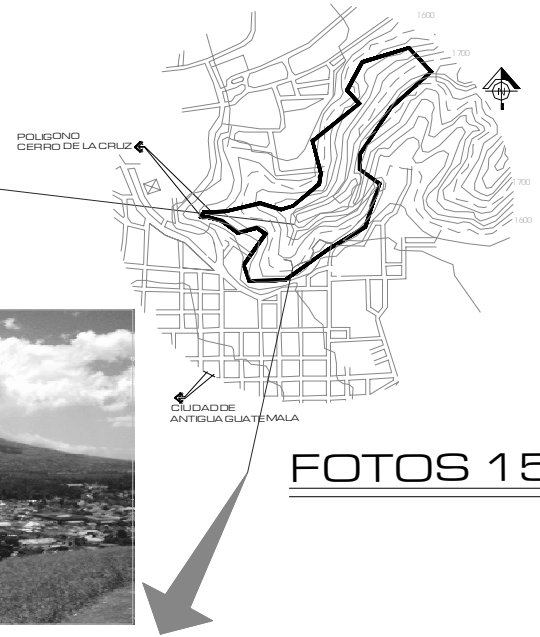 1600
1700
N
POLIGONO
CERRO DE LA CRUZ
1700
1600
CIUDAD DE
ANTIGUA GUATEMALA
FOTOS 15